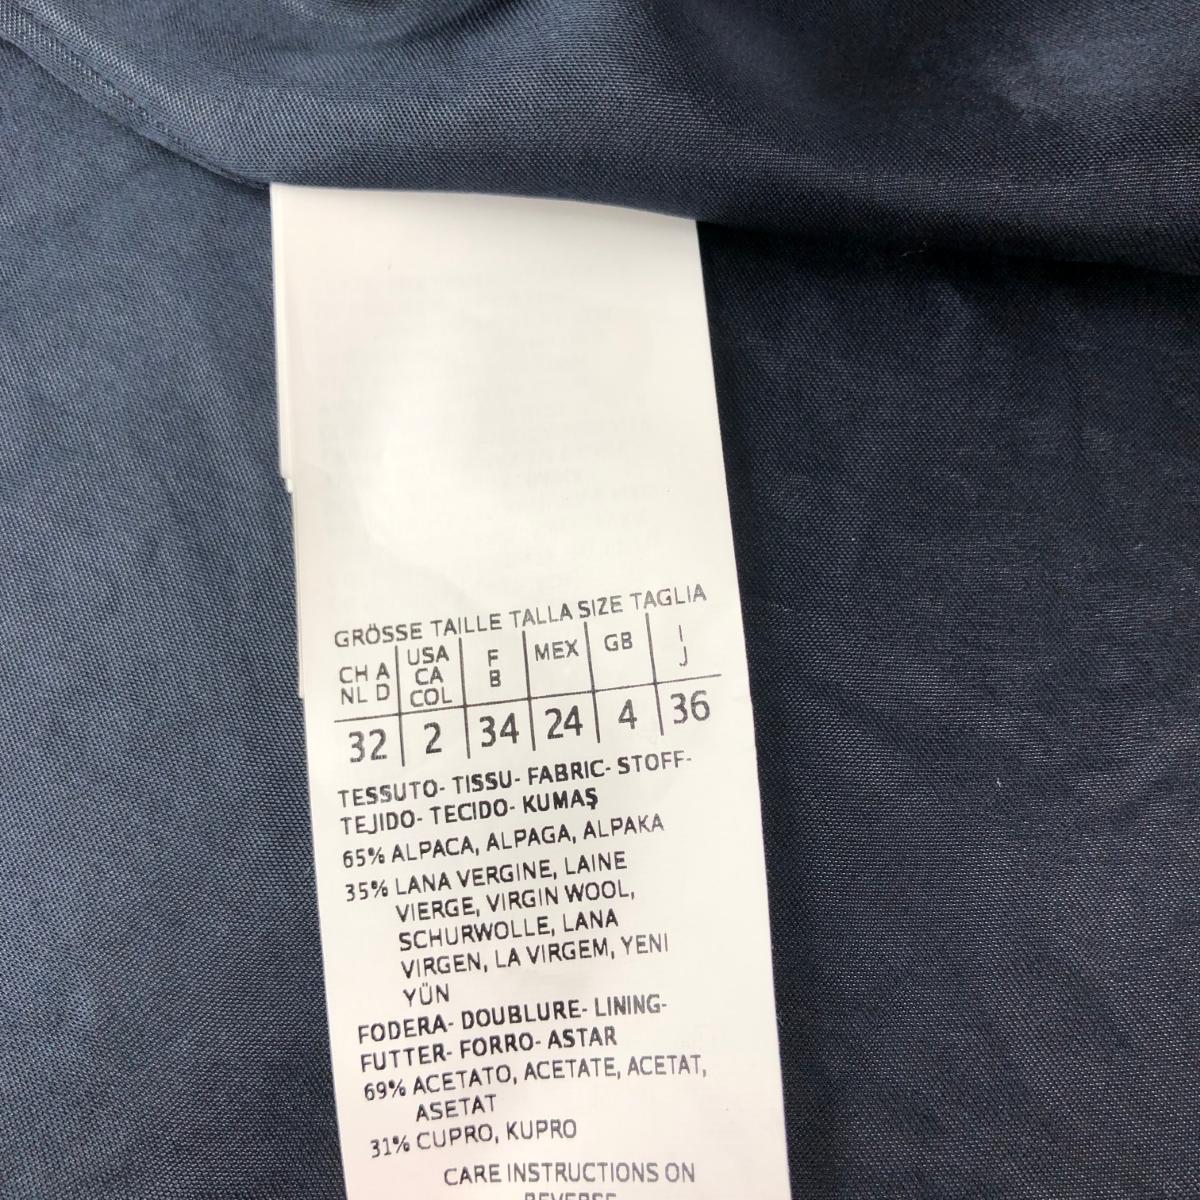 GRÖSSE TAILLE TALLA SIZE TAGLIA
CH A NL D | USA CA COL | F B | MEX | GB | I J
32 | 2 | 34 | 24 | 4 | 36
TESSUTO- TISSU- FABRIC- STOFF-
TEJIDO- TECIDO- KUMAŞ
65% ALPACA, ALPAGA, ALPAKA
35% LANA VERGINE, LAINE
VIERGE, VIRGIN WOOL,
SCHURWOLLE, LANA
VIRGEN, LA VIRGEM, YENI
YÜN
FODERA- DOUBLURE- LINING-
FUTTER- FORRO- ASTAR
69% ACETATO, ACETATE, ACETAT,
ASETAT
31% CUPRO, KUPRO
CARE INSTRUCTIONS ON
REVERSE